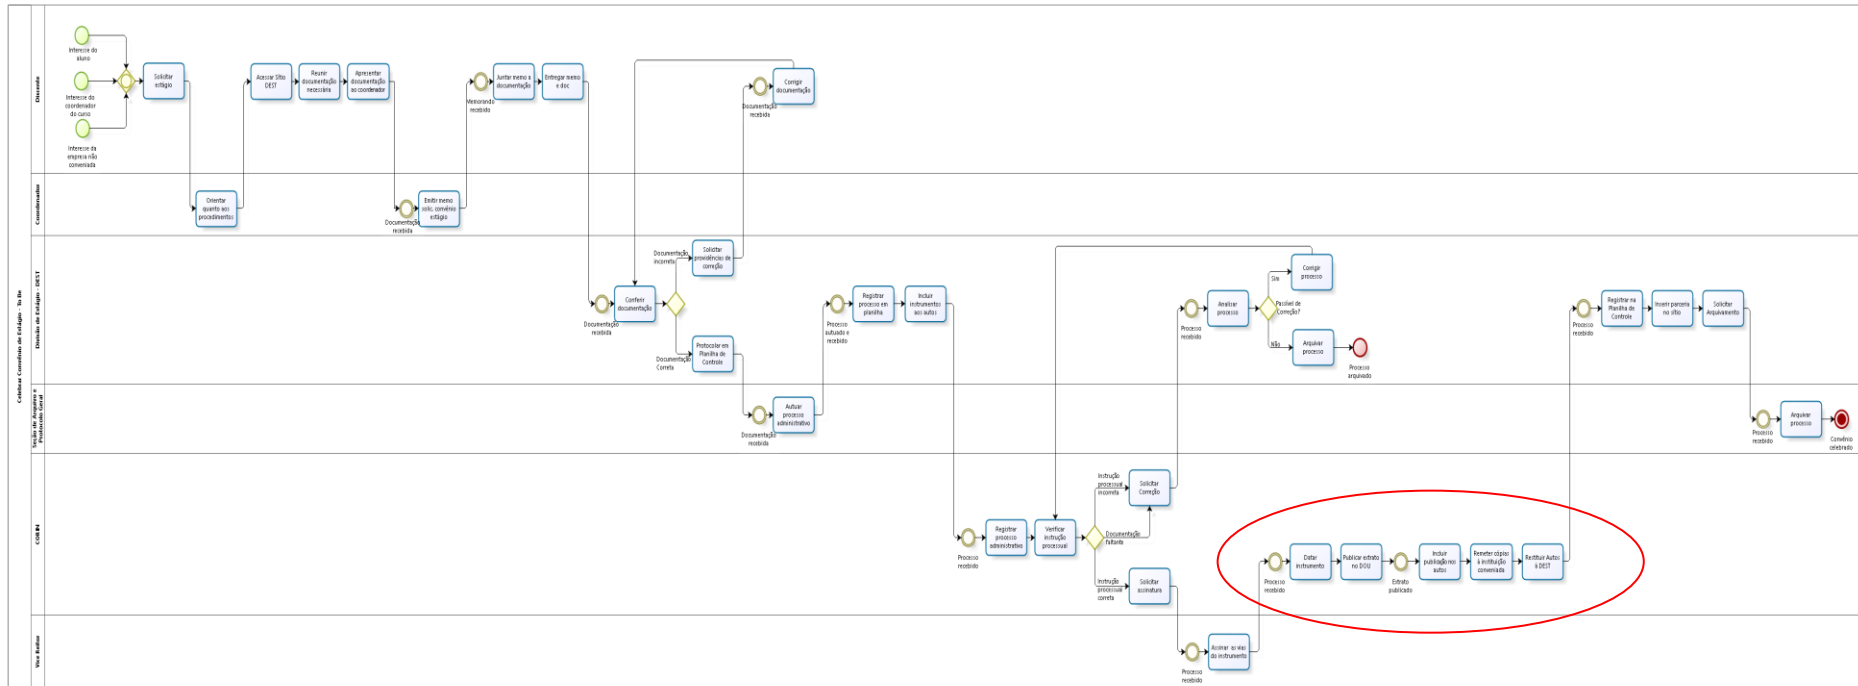 Celebrar Convênio de Estágio - To Be
Discente
Interesse do
aluno
Interesse do
coordenador
do curso
Interesse da
empresa não
conveniada
Solicitar
estágio
Acessar Sítio
DEST
Reunir
documentação
necessária
Apresentar
documentação
ao coordenador
Memorando
recebido
Juntar memo a
documentação
Entregar memo
e doc
Documentação
recebida
Corrigir
documentação
Coordenador
Orientar
quanto aos
procedimentos
Documentação
recebida
Emitir memo
solic. convênio
estágio
Divisão de Estágio - DEST
Documentação
recebida
Conferir
documentação
Documentação
incorreta
Solicitar
providências de
correção
Documentação
Correta
Protocolar em
Planilha de
Controle
Processo
autuado e
recebido
Registrar
processo em
planilha
Incluir
instrumentos
aos autos
Processo
recebido
Analisar
processo
Passível de
Correção?
Sim
Corrigir
processo
Não
Arquivar
processo
Processo
arquivado
Processo
recebido
Registrar na
Planilha de
Controle
Inserir parceria
no sítio
Solicitar
Arquivamento
Seção de Arquivo e
Protocolo Geral
Documentação
recebida
Autuar
processo
administrativo
Processo
recebido
Arquivar
processo
Convênio
celebrado
CORIM
Processo
recebido
Registrar
processo
administrativo
Verificar
instrução
processual
Instrução
processual
incorreta
Solicitar
Correção
Documentação
faltante
Instrução
processual
correta
Solicitar
assinatura
Processo
recebido
Datar
instrumento
Publicar extrato
no DOU
Extrato
publicado
Incluir
publicação nos
autos
Remeter cópias
à instituição
conveniada
Restituir Autos
à DEST
Vice Reitor
Processo
recebido
Assinar as vias
do instrumento